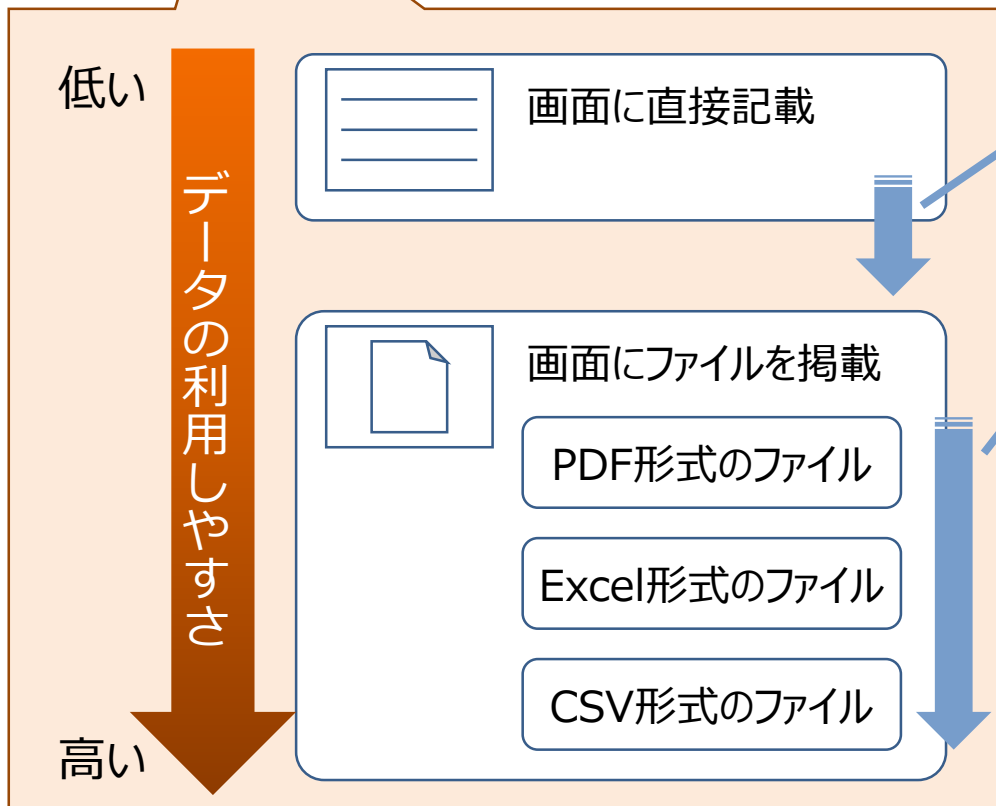 低い
データの利用しやすさ
高い
画面に直接記載
画面にファイルを掲載
PDF形式のファイル
Excel形式のファイル
CSV形式のファイル